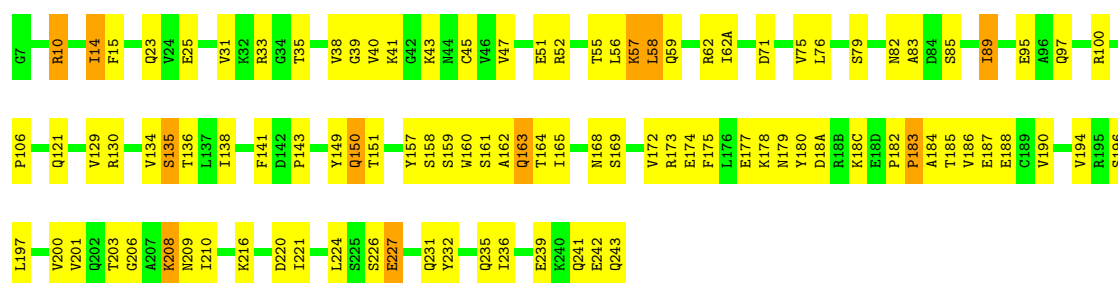 G7 R10 I14 F15 Q23 V24 E25 V31 K32 R33 G34 T35 V38 G39 V40 K41 G42 K43 N44 C45 V46 V47 E51 R52 T55 L56 K57 L58 Q59 R62 I62A D71 V75 L76 S79 N82 A83 D84 S85 I89 E95 A96 Q97 R100
P106 Q121 V129 R130 V134 S135 T136 L137 I138 F141 D142 P143 Y149 Q150 T151 Y157 S158 S159 W160 S161 A162 Q163 T164 I165 N168 S169 V172 R173 E174 F175 L176 E177 K178 N179 Y180 D18A R18B K18C E18D P182 P183 A184 T185 V186 E187 E188 C189 V190 V194 R195 S196
L197 V200 V201 Q202 T203 G206 A207 K208 N209 I210 K216 D220 I221 L224 S225 S226 E227 Q231 Y232 Q235 I236 E239 K240 Q241 E242 Q243